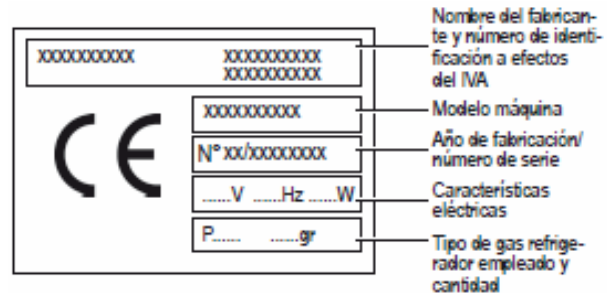 Nombre del fabrican-
te y número de identi-
ficación a efectos
del IVA
XXXXXXXXXX XXXXXXXXXX
XXXXXXXXXX
XXXXXXXXXX
Modelo máquina
N° xx/xxxxxxxx
Año de fabricación/
número de serie
CE
.......V .......Hz .......W
Características
eléctricas
P....... .......gr
Tipo de gas refrige-
rador empleado y
cantidad